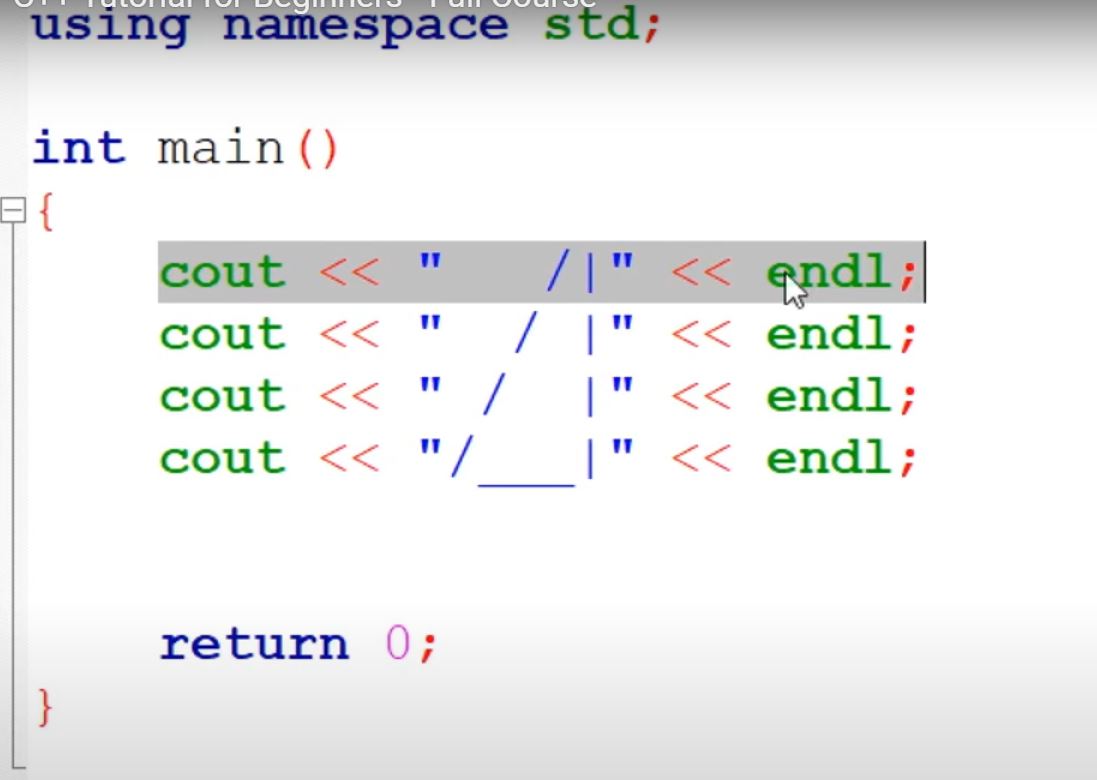 C++ Tutorial for Beginners - Full Course
using namespace std;
int main()
{
cout << "   /|" << endl;
cout << "  / |" << endl;
cout << " /  |" << endl;
cout << "/___|" << endl;
return 0;
}